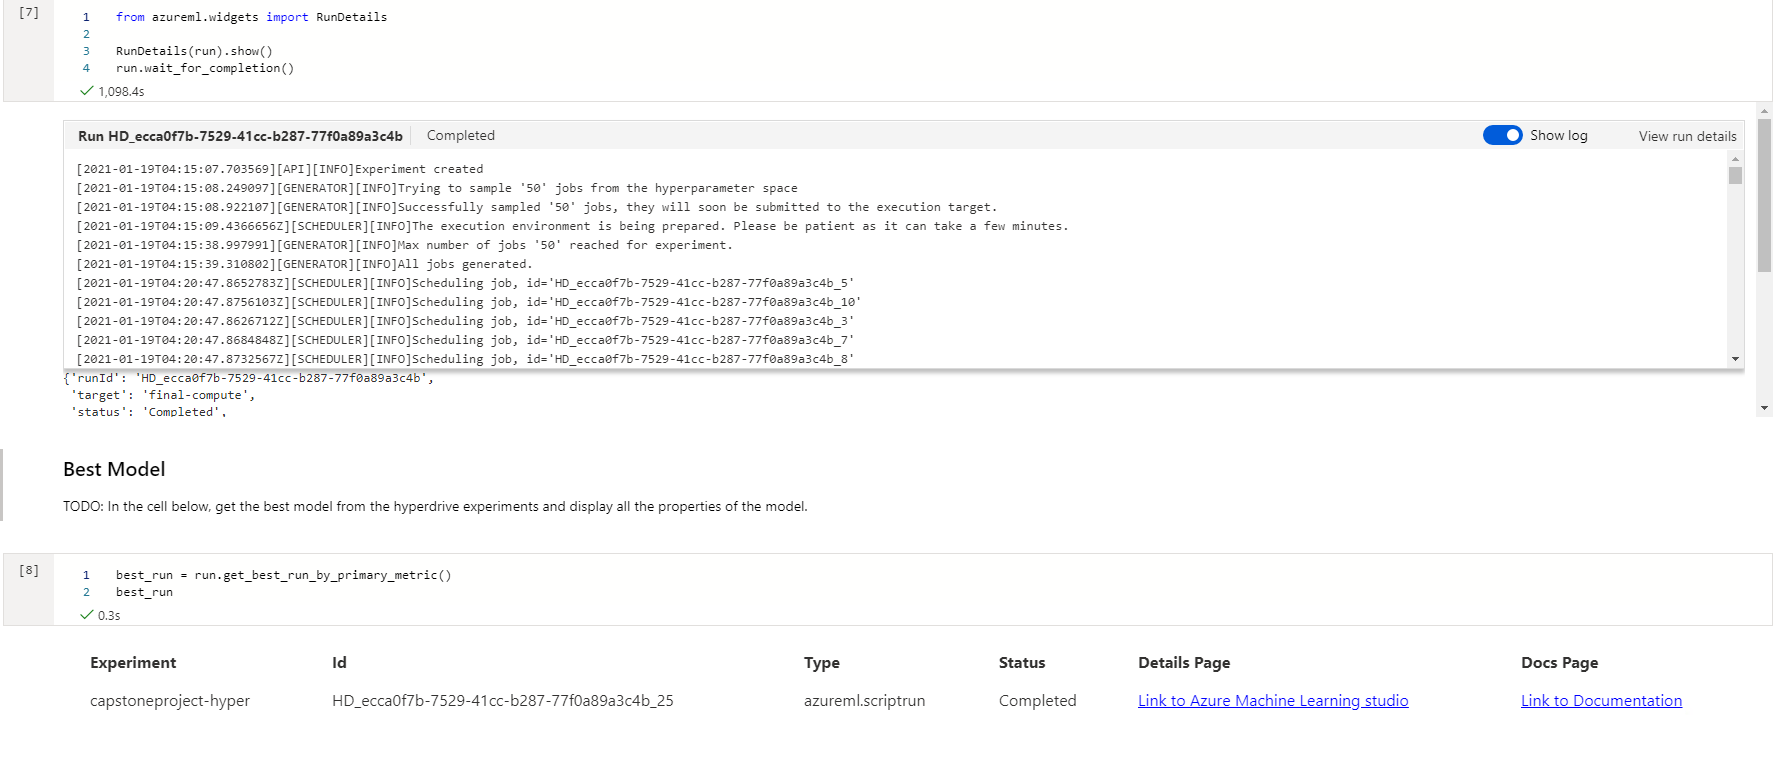 [7]
1 from azureml.widgets import RunDetails
2
3 RunDetails(run).show()
4 run.wait_for_completion()
1,098.4s
Run HD_ecca0f7b-7529-41cc-b287-77f0a89a3c4b Completed Show log View run details
[2021-01-19T04:15:07.703569][API][INFO]Experiment created
[2021-01-19T04:15:08.249097][GENERATOR][INFO]Trying to sample '50' jobs from the hyperparameter space
[2021-01-19T04:15:08.922107][GENERATOR][INFO]Successfully sampled '50' jobs, they will soon be submitted to the execution target.
[2021-01-19T04:15:09.4366656Z][SCHEDULER][INFO]The execution environment is being prepared. Please be patient as it can take a few minutes.
[2021-01-19T04:15:38.997991][GENERATOR][INFO]Max number of jobs '50' reached for experiment.
[2021-01-19T04:15:39.310802][GENERATOR][INFO]All jobs generated.
[2021-01-19T04:20:47.8652783Z][SCHEDULER][INFO]Scheduling job, id='HD_ecca0f7b-7529-41cc-b287-77f0a89a3c4b_5'
[2021-01-19T04:20:47.8756103Z][SCHEDULER][INFO]Scheduling job, id='HD_ecca0f7b-7529-41cc-b287-77f0a89a3c4b_10'
[2021-01-19T04:20:47.8626712Z][SCHEDULER][INFO]Scheduling job, id='HD_ecca0f7b-7529-41cc-b287-77f0a89a3c4b_3'
[2021-01-19T04:20:47.8684848Z][SCHEDULER][INFO]Scheduling job, id='HD_ecca0f7b-7529-41cc-b287-77f0a89a3c4b_7'
[2021-01-19T04:20:47.8732567Z][SCHEDULER][INFO]Scheduling job, id='HD_ecca0f7b-7529-41cc-b287-77f0a89a3c4b_8'
{'runId': 'HD_ecca0f7b-7529-41cc-b287-77f0a89a3c4b',
'target': 'final-compute',
'status': 'Completed',
Best Model
TODO: In the cell below, get the best model from the hyperdrive experiments and display all the properties of the model.
[8]
1 best_run = run.get_best_run_by_primary_metric()
2 best_run
0.3s
Experiment Id Type Status Details Page Docs Page
capstoneproject-hyper HD_ecca0f7b-7529-41cc-b287-77f0a89a3c4b_25 azureml.scriptrun Completed Link to Azure Machine Learning studio Link to Documentation